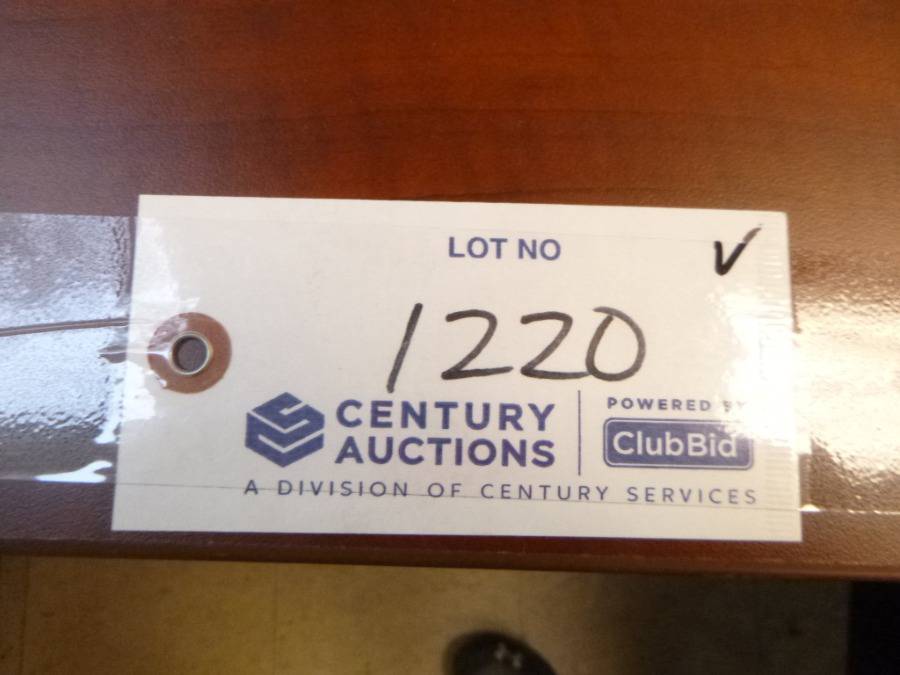 LOT NO
V
1220
CENTURY AUCTIONS
POWERED BY
ClubBid
A DIVISION OF CENTURY SERVICES